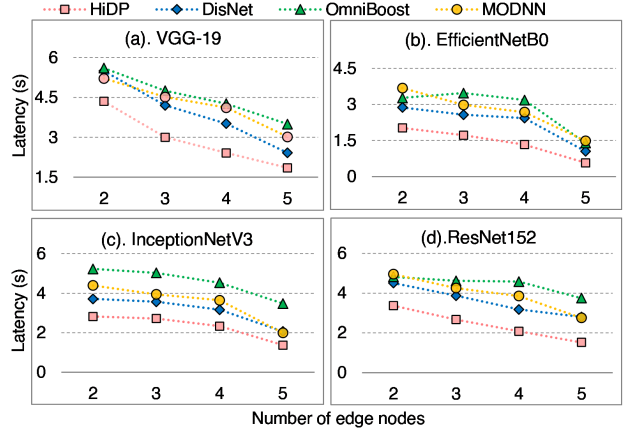 HiDP DisNet OmniBoost MODNN
(a). VGG-19
Latency (s)
6
4.5
3
1.5
2 3 4 5
(b). EfficientNetB0
4.5
3
1.5
0
2 3 4 5
(c). InceptionNetV3
Latency (s)
6
4
2
0
2 3 4 5
(d).ResNet152
6
4
2
0
2 3 4 5
Number of edge nodes